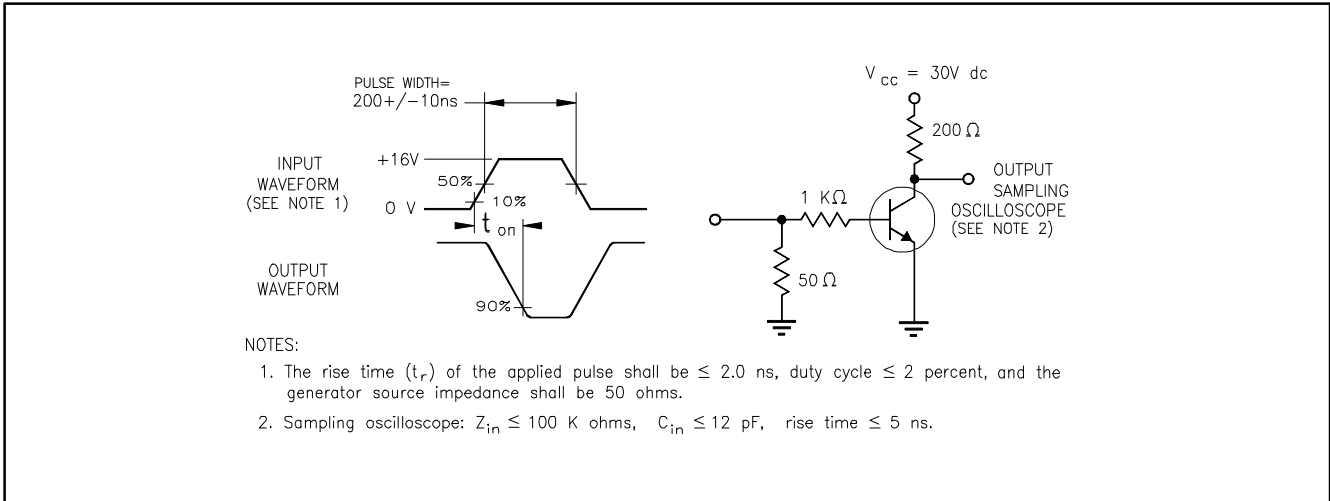 PULSE WIDTH=
200+/-10ns
INPUT
WAVEFORM
(SEE NOTE 1)
+16V
50%
10%
0 V
t on
OUTPUT
WAVEFORM
90%
V CC = 30V dc
200 Ω
1 KΩ
50 Ω
OUTPUT
SAMPLING
OSCILLOSCOPE
(SEE NOTE 2)
NOTES:
1. The rise time (tr) of the applied pulse shall be ≤ 2.0 ns, duty cycle ≤ 2 percent, and the
generator source impedance shall be 50 ohms.
2. Sampling oscilloscope: Zin ≤ 100 K ohms, Cin ≤ 12 pF, rise time ≤ 5 ns.